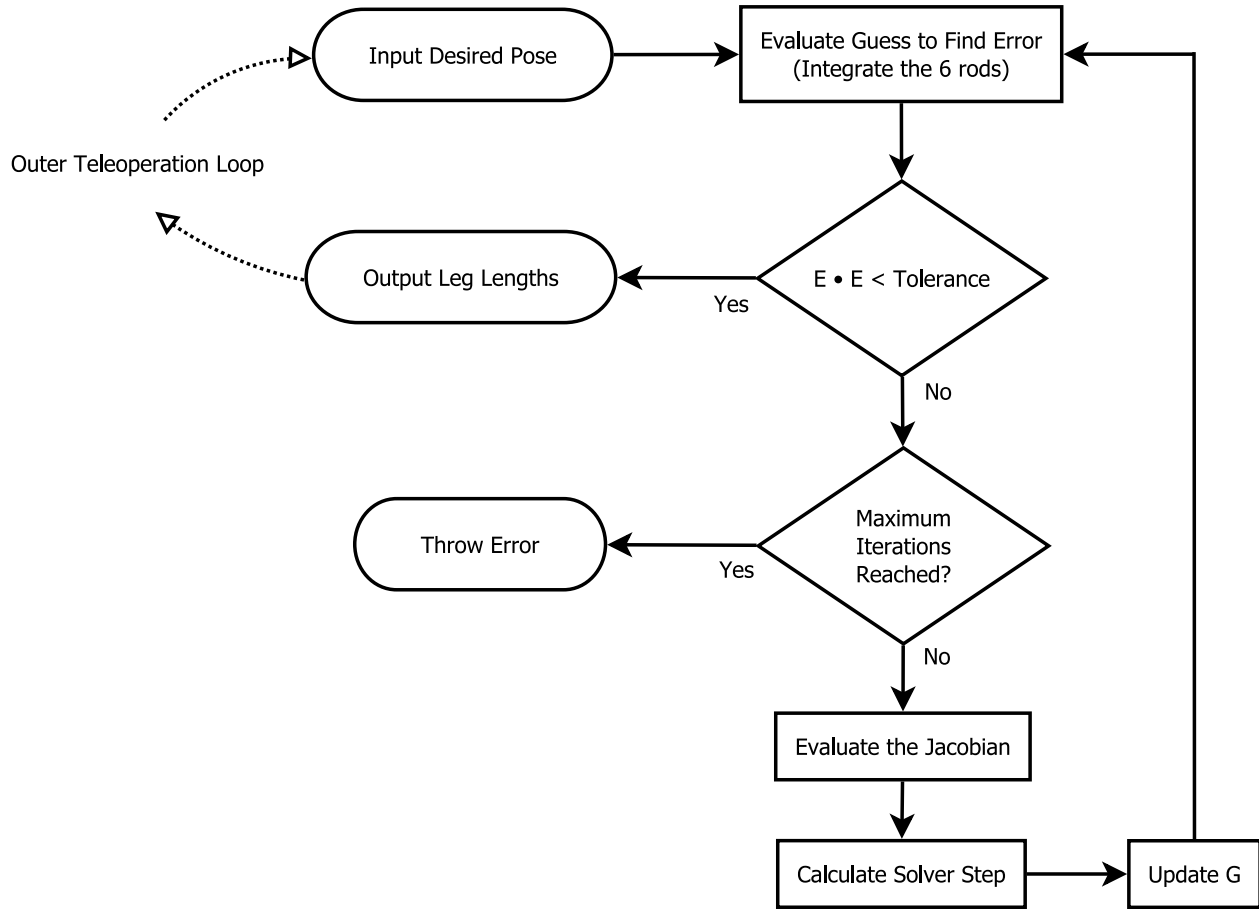 Input Desired Pose
Evaluate Guess to Find Error
(Integrate the 6 rods)
Outer Teleoperation Loop
Output Leg Lengths
Yes
E • E < Tolerance
No
Throw Error
Yes
Maximum
Iterations
Reached?
No
Evaluate the Jacobian
Calculate Solver Step
Update G